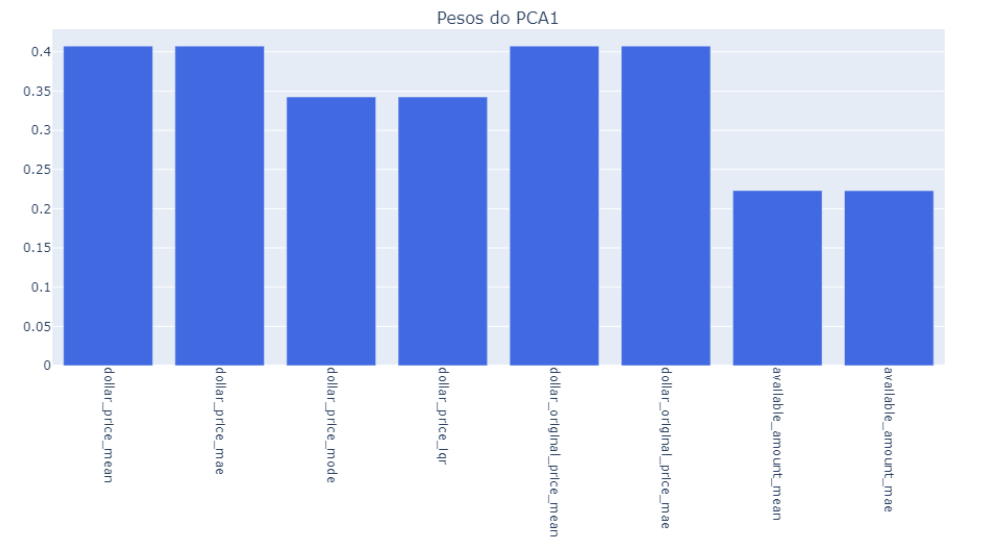 Pesos do PCA1
0.4
0.35
0.3
0.25
0.2
0.15
0.1
0.05
0
dollar_price_mean
dollar_price_mae
dollar_price_mode
dollar_price_iqr
dollar_original_price_mean
dollar_original_price_mae
available_amount_mean
available_amount_mae